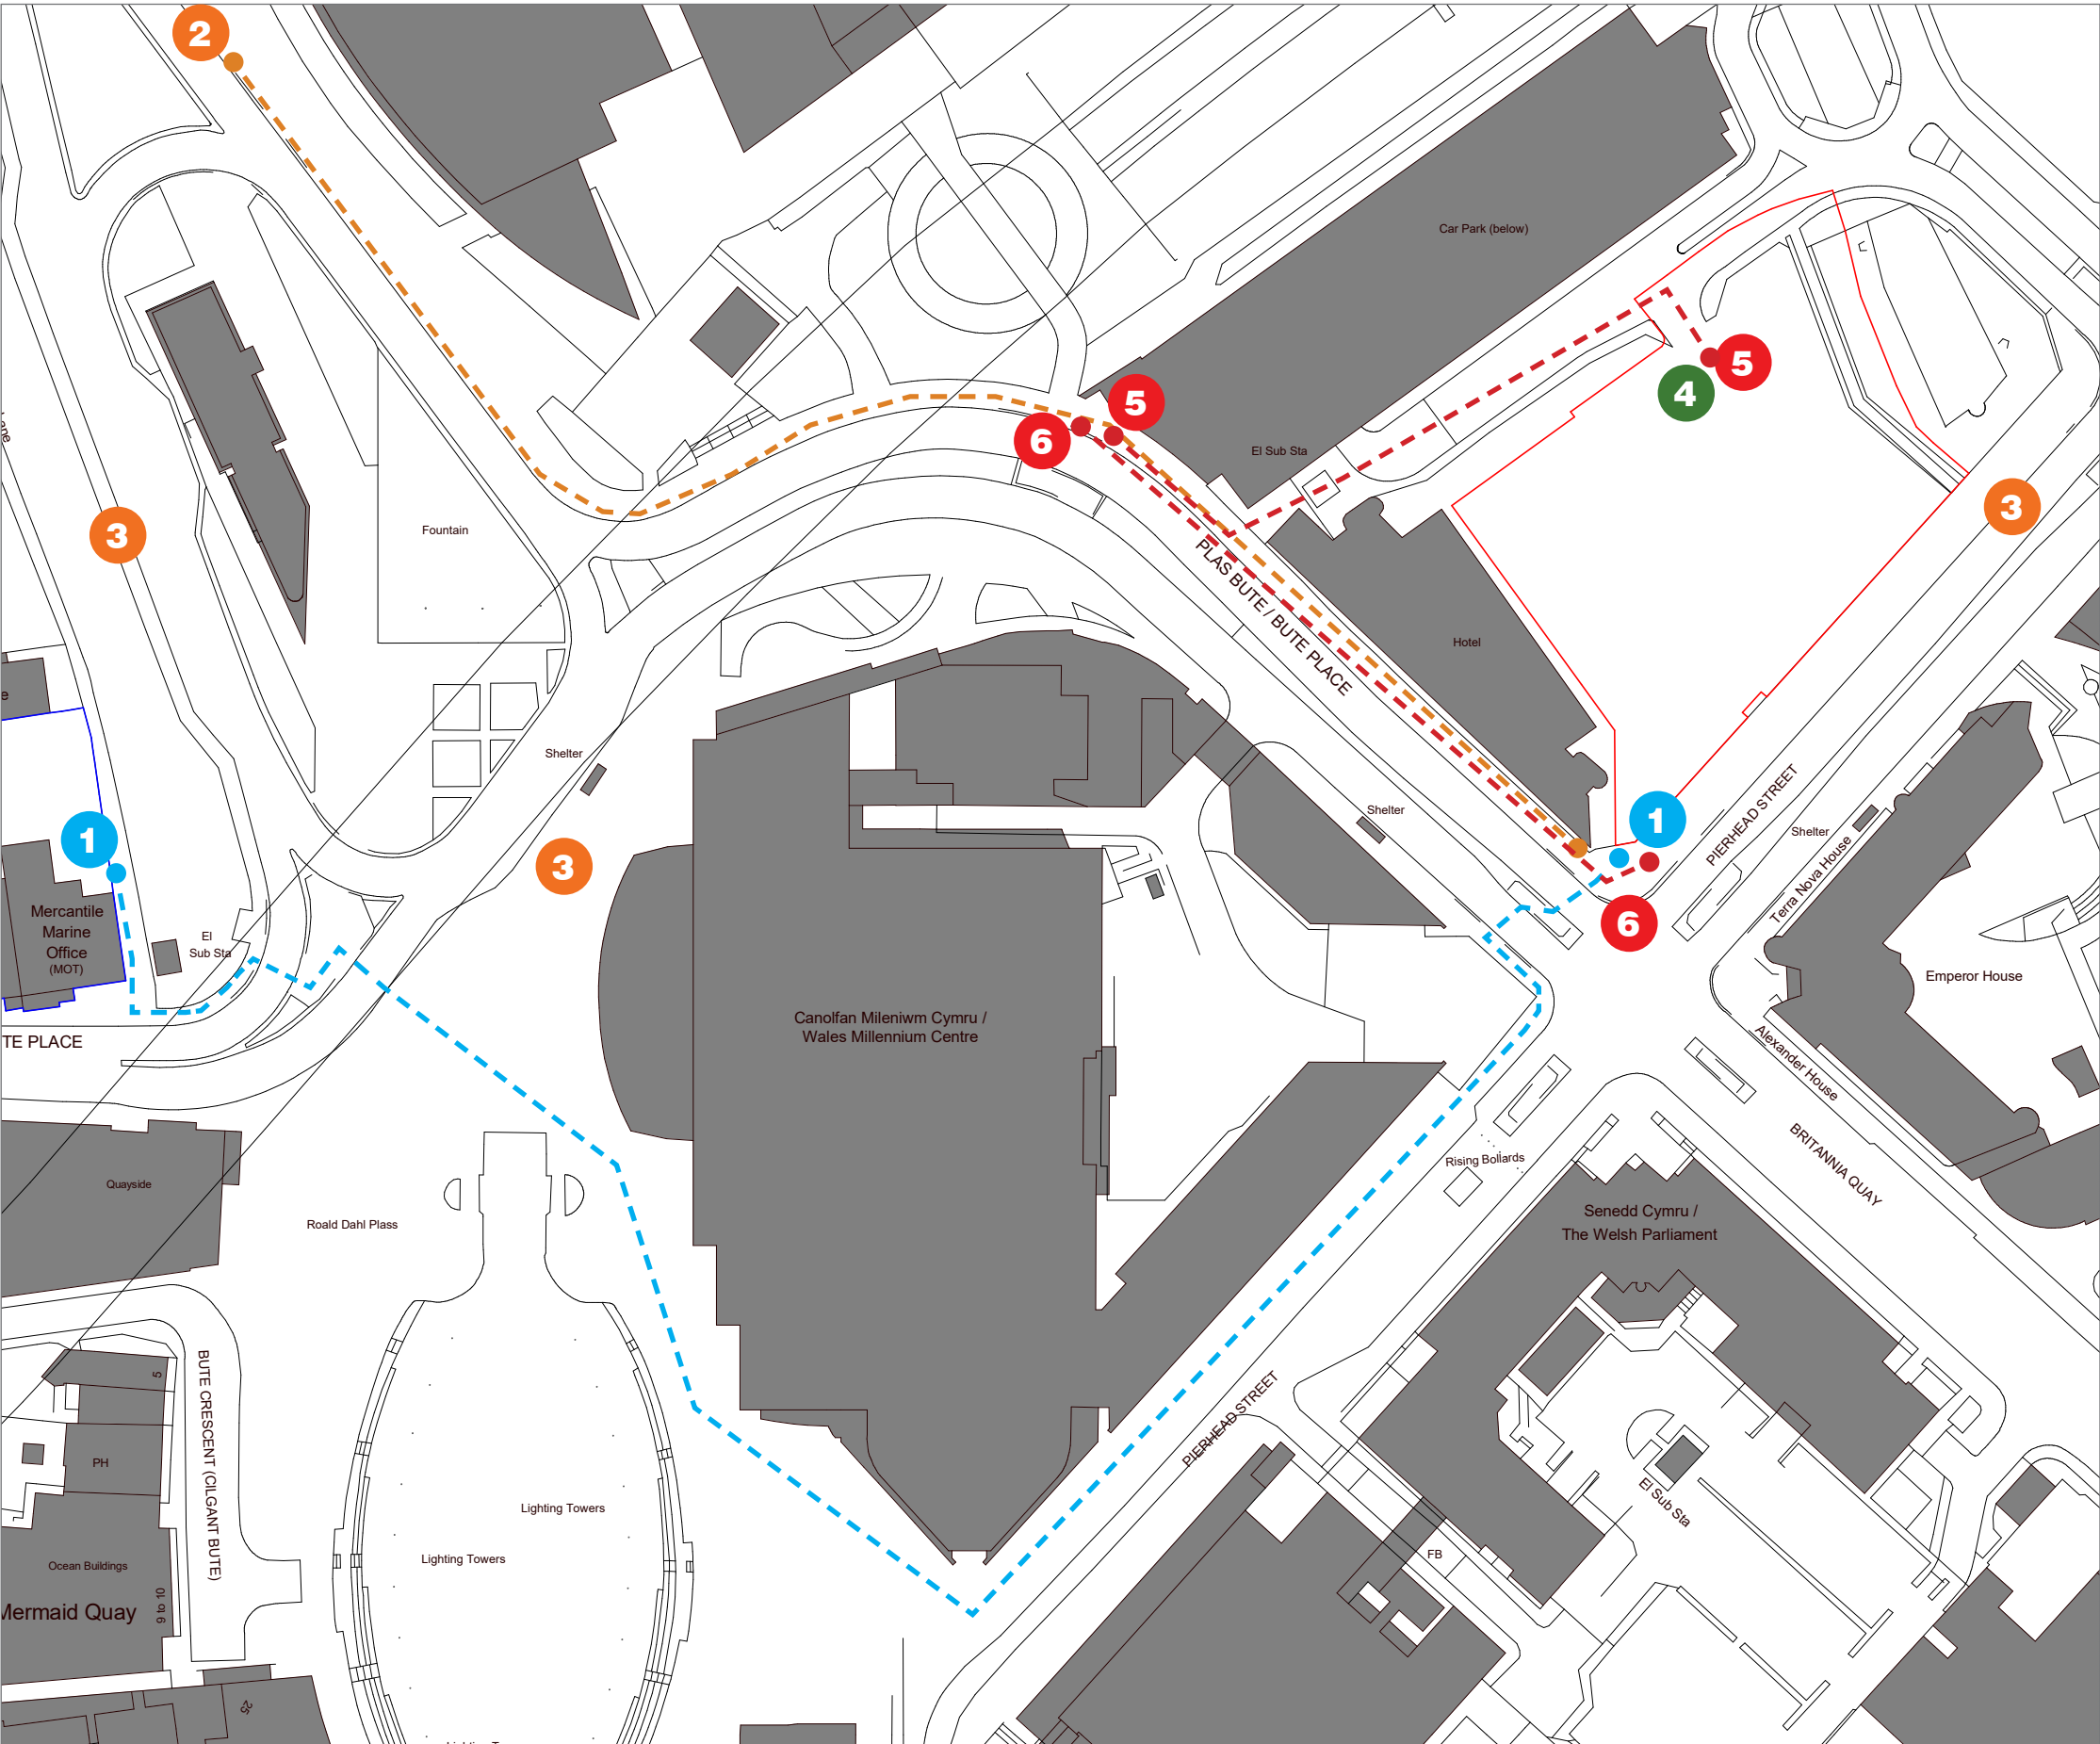 2
Car Park (below)
5
4
5
6
El Sub Sta
3
3
Fountain
PLAS BUTE / BUTE PLACE
Hotel
Shelter
Shelter
1
PIERHEAD STREET
Shelter
Terra Nova House
1
3
6
Mercantile
Marine
Office
(MOT)
El
Sub Sta
Emperor House
Canolfan Mileniwm Cymru /
Wales Millennium Centre
TE PLACE
Alexander House
BRITANNIA QUAY
Rising Bollards
Quayside
Roald Dahl Plass
Senedd Cymru /
The Welsh Parliament
BUTE CRESCENT (CILGANT BUTE)
5
PIERHEAD STREET
PH
Lighting Towers
El Sub Sta
Lighting Towers
FB
Ocean Buildings
9 to 10
Mermaid Quay
25